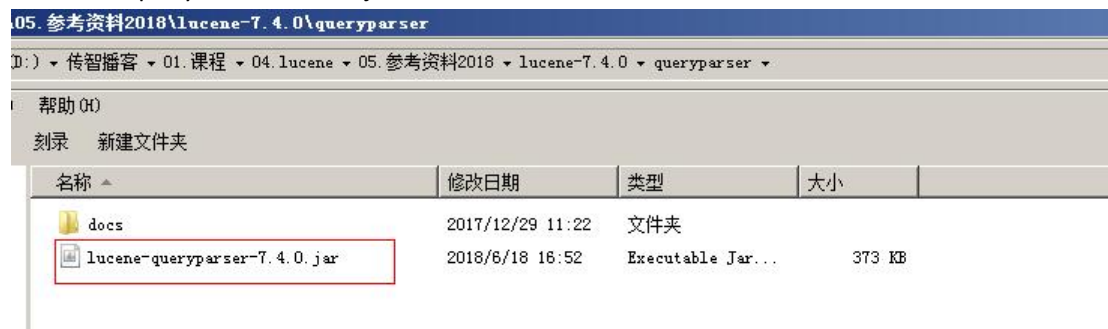 05.参考资料2018\lucene-7.4.0\queryparser
D:) ▾ 传智播客 ▾ 01.课程 ▾ 04.lucene ▾ 05.参考资料2018 ▾ lucene-7.4.0 ▾ queryparser ▾
帮助(H)
刻录 新建文件夹
名称 修改日期 类型 大小
docs 2017/12/29 11:22 文件夹
lucene-queryparser-7.4.0.jar 2018/6/18 16:52 Executable Jar... 373 KB